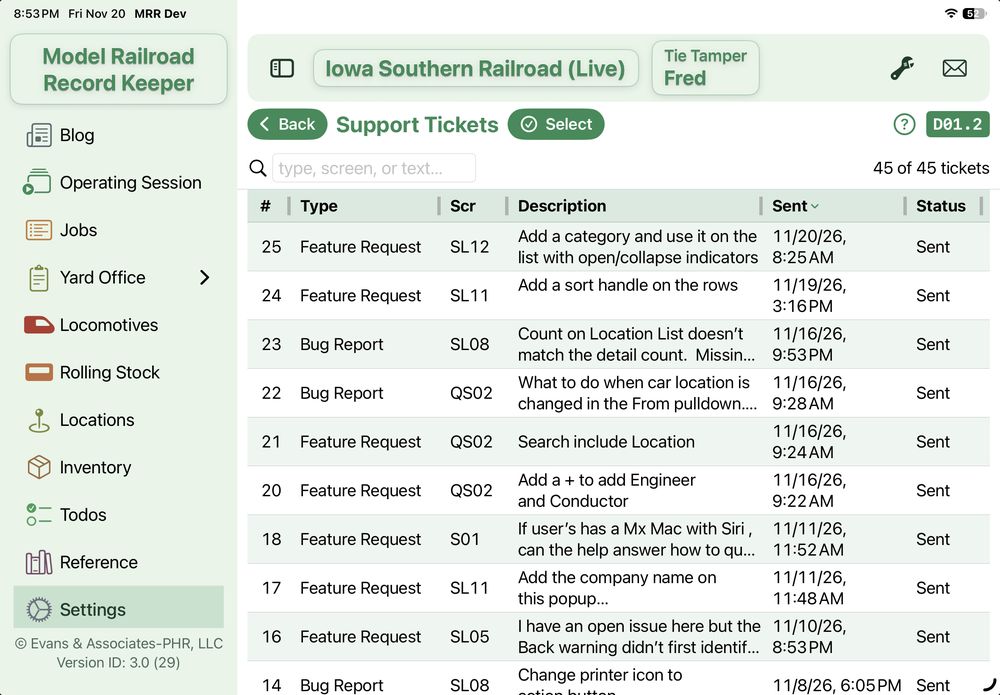 8:53 PM Fri Nov 20 MRR Dev
52
Model Railroad
Record Keeper
Blog
Operating Session
Jobs
Yard Office
Locomotives
Rolling Stock
Locations
Inventory
Todos
Reference
Settings
© Evans & Associates-PHR, LLC
Version ID: 3.0 (29)
Iowa Southern Railroad (Live)
Tie Tamper
Fred
Back
Support Tickets
Select
? D01.2
type, screen, or text...
45 of 45 tickets
# Type Scr Description Sent Status
25 Feature Request SL12 Add a category and use it on the 11/20/26, Sent
list with open/collapse indicators 8:25 AM
24 Feature Request SL11 Add a sort handle on the rows 11/19/26, Sent
3:16 PM
23 Bug Report SL08 Count on Location List doesn’t 11/16/26, Sent
match the detail count. Missin... 9:53 PM
22 Bug Report QS02 What to do when car location is 11/16/26, Sent
changed in the From pulldown.... 9:28 AM
21 Feature Request QS02 Search include Location 11/16/26, Sent
9:24 AM
20 Feature Request QS02 Add a + to add Engineer 11/16/26, Sent
and Conductor 9:22 AM
18 Feature Request S01 If user’s has a Mx Mac with Siri , 11/11/26, Sent
can the help answer how to qu... 11:52 AM
17 Feature Request SL11 Add the company name on 11/11/26, Sent
this popup... 11:48 AM
16 Feature Request SL05 I have an open issue here but the 11/10/26, Sent
Back warning didn’t first identif... 8:53 PM
14 Bug Report SL08 Change printer icon to 11/8/26, 6:05 PM Sent
action button